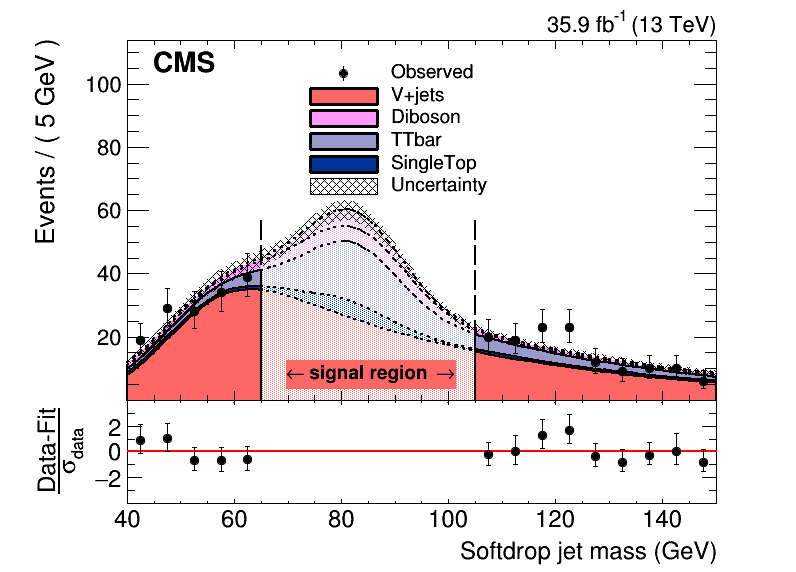 35.9 fb⁻¹ (13 TeV)
CMS
Events / ( 5 GeV )
100
80
60
40
20
Observed
V+jets
Diboson
TTbar
SingleTop
Uncertainty
← signal region →
Data-Fit
σdata
2
0
−2
40 60 80 100 120 140
Softdrop jet mass (GeV)